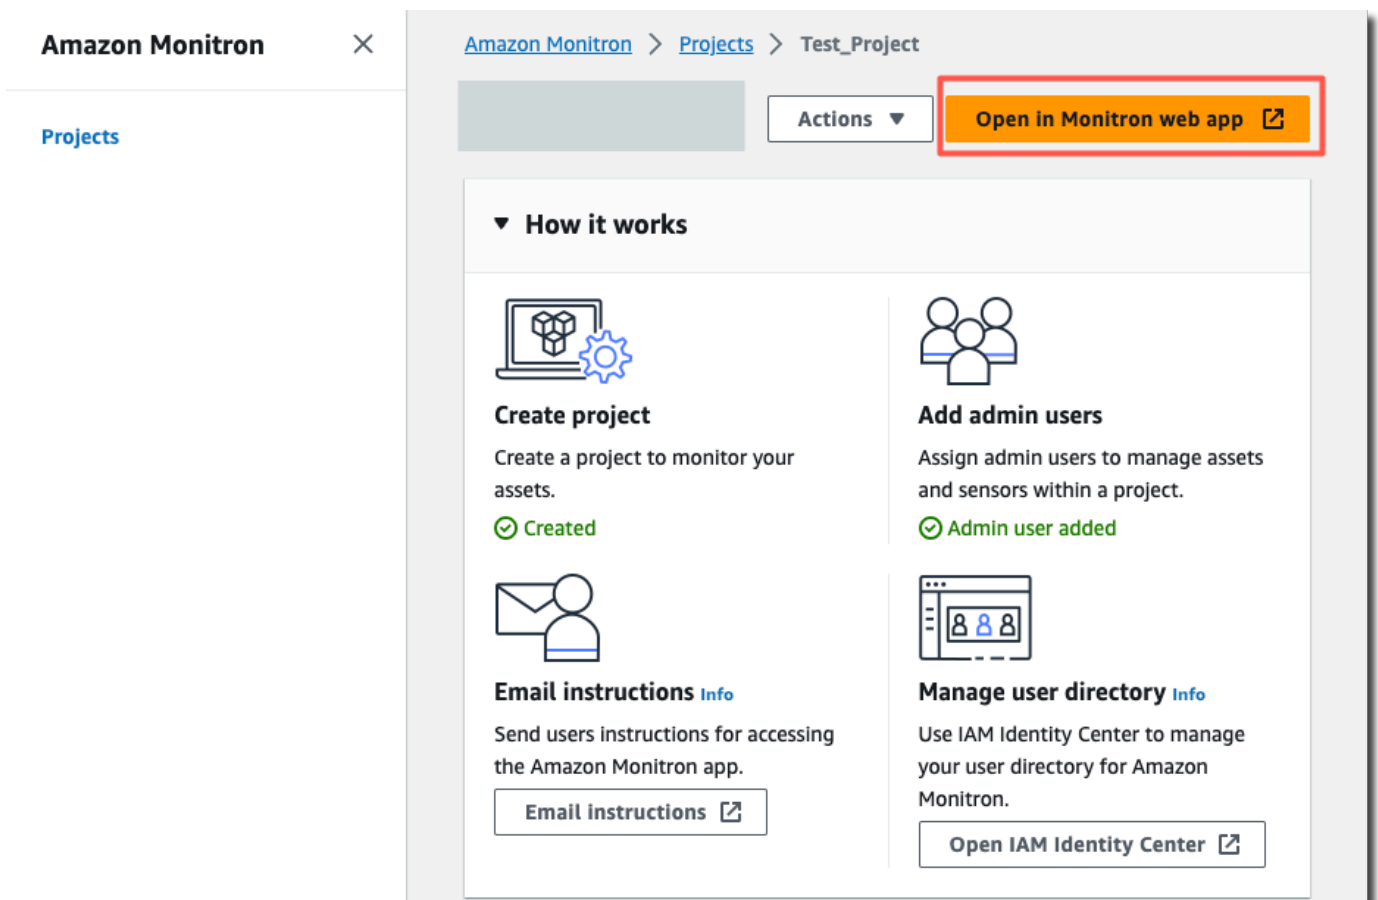 Amazon Monitron
Projects
Amazon Monitron > Projects > Test_Project
Actions
Open in Monitron web app
How it works
Create project
Create a project to monitor your
assets.
Created
Add admin users
Assign admin users to manage assets
and sensors within a project.
Admin user added
Email instructions Info
Send users instructions for accessing
the Amazon Monitron app.
Email instructions
Manage user directory Info
Use IAM Identity Center to manage
your user directory for Amazon
Monitron.
Open IAM Identity Center